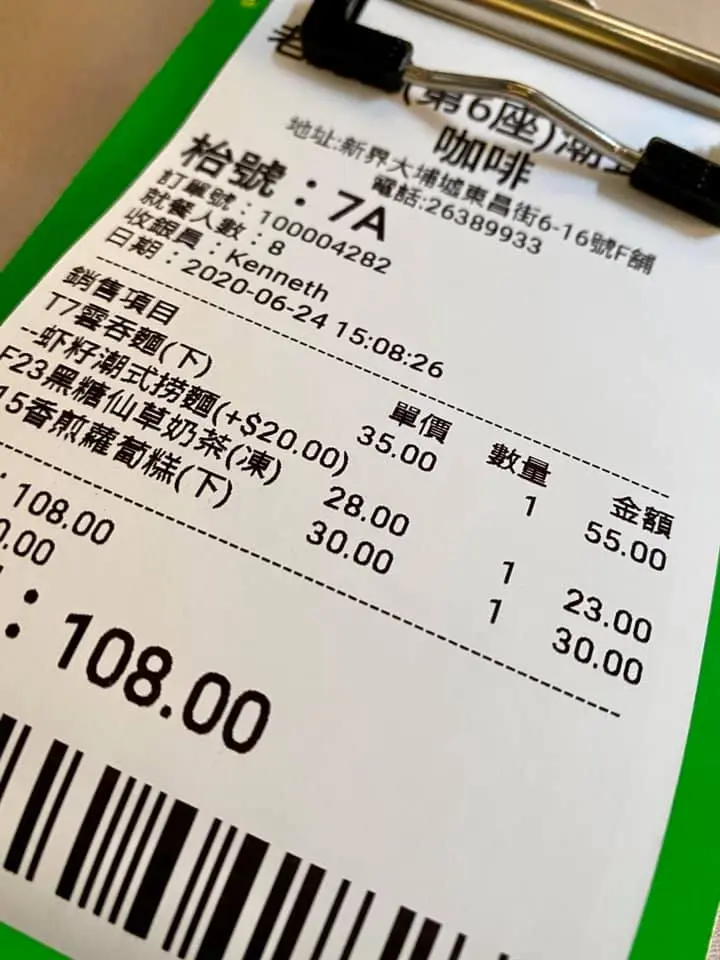 老 (第6座)潮
咖啡
地址:新界大埔墟東昌街6-16號F舖
電話:26389933
枱號：7A
訂單號：100004282
就餐人數：8
收銀員：Kenneth
日期：2020-06-24 15:08:26
銷售項目 單價 數量 金額
T7雲吞麵(下) 35.00 1 55.00
--虾籽潮式捞麵(+$20.00)
F23黑糖仙草奶茶(凍) 28.00 1 23.00
15香煎蘿蔔糕(下) 30.00 1 30.00
: 108.00
0.00
: 108.00